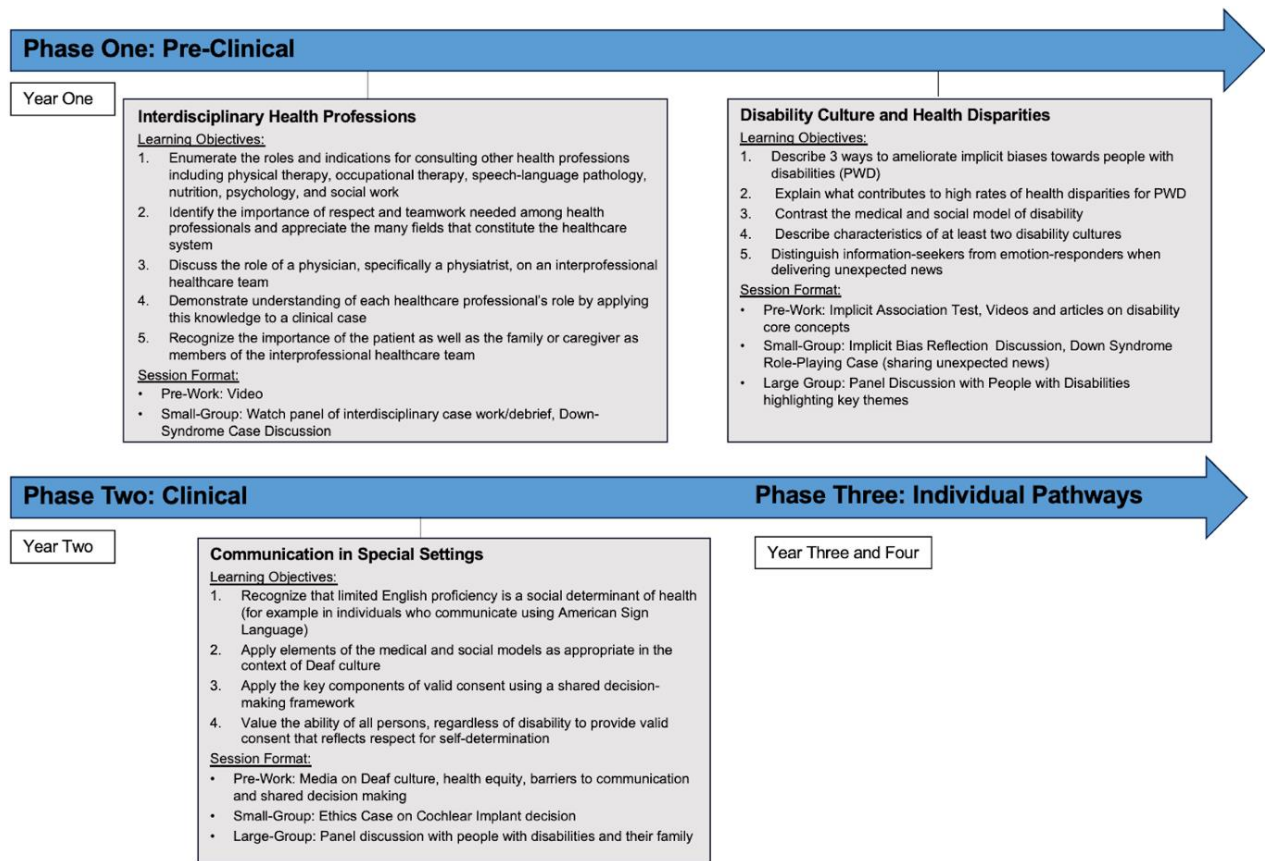 Phase One: Pre-Clinical
Year One
Interdisciplinary Health Professions
Learning Objectives:
1. Enumerate the roles and indications for consulting other health professions
including physical therapy, occupational therapy, speech-language pathology,
nutrition, psychology, and social work
2. Identify the importance of respect and teamwork needed among health
professionals and appreciate the many fields that constitute the healthcare
system
3. Discuss the role of a physician, specifically a physiatrist, on an interprofessional
healthcare team
4. Demonstrate understanding of each healthcare professional's role by applying
this knowledge to a clinical case
5. Recognize the importance of the patient as well as the family or caregiver as
members of the interprofessional healthcare team
Session Format:
• Pre-Work: Video
• Small-Group: Watch panel of interdisciplinary case work/debrief, Down-
Syndrome Case Discussion
Disability Culture and Health Disparities
Learning Objectives:
1. Describe 3 ways to ameliorate implicit biases towards people with
disabilities (PWD)
2. Explain what contributes to high rates of health disparities for PWD
3. Contrast the medical and social model of disability
4. Describe characteristics of at least two disability cultures
5. Distinguish information-seekers from emotion-responders when
delivering unexpected news
Session Format:
• Pre-Work: Implicit Association Test, Videos and articles on disability
core concepts
• Small-Group: Implicit Bias Reflection Discussion, Down Syndrome
Role-Playing Case (sharing unexpected news)
• Large Group: Panel Discussion with People with Disabilities
highlighting key themes
Phase Two: Clinical
Phase Three: Individual Pathways
Year Two
Year Three and Four
Communication in Special Settings
Learning Objectives:
1. Recognize that limited English proficiency is a social determinant of health
(for example in individuals who communicate using American Sign
Language)
2. Apply elements of the medical and social models as appropriate in the
context of Deaf culture
3. Apply the key components of valid consent using a shared decision-
making framework
4. Value the ability of all persons, regardless of disability to provide valid
consent that reflects respect for self-determination
Session Format:
• Pre-Work: Media on Deaf culture, health equity, barriers to communication
and shared decision making
• Small-Group: Ethics Case on Cochlear Implant decision
• Large-Group: Panel discussion with people with disabilities and their family